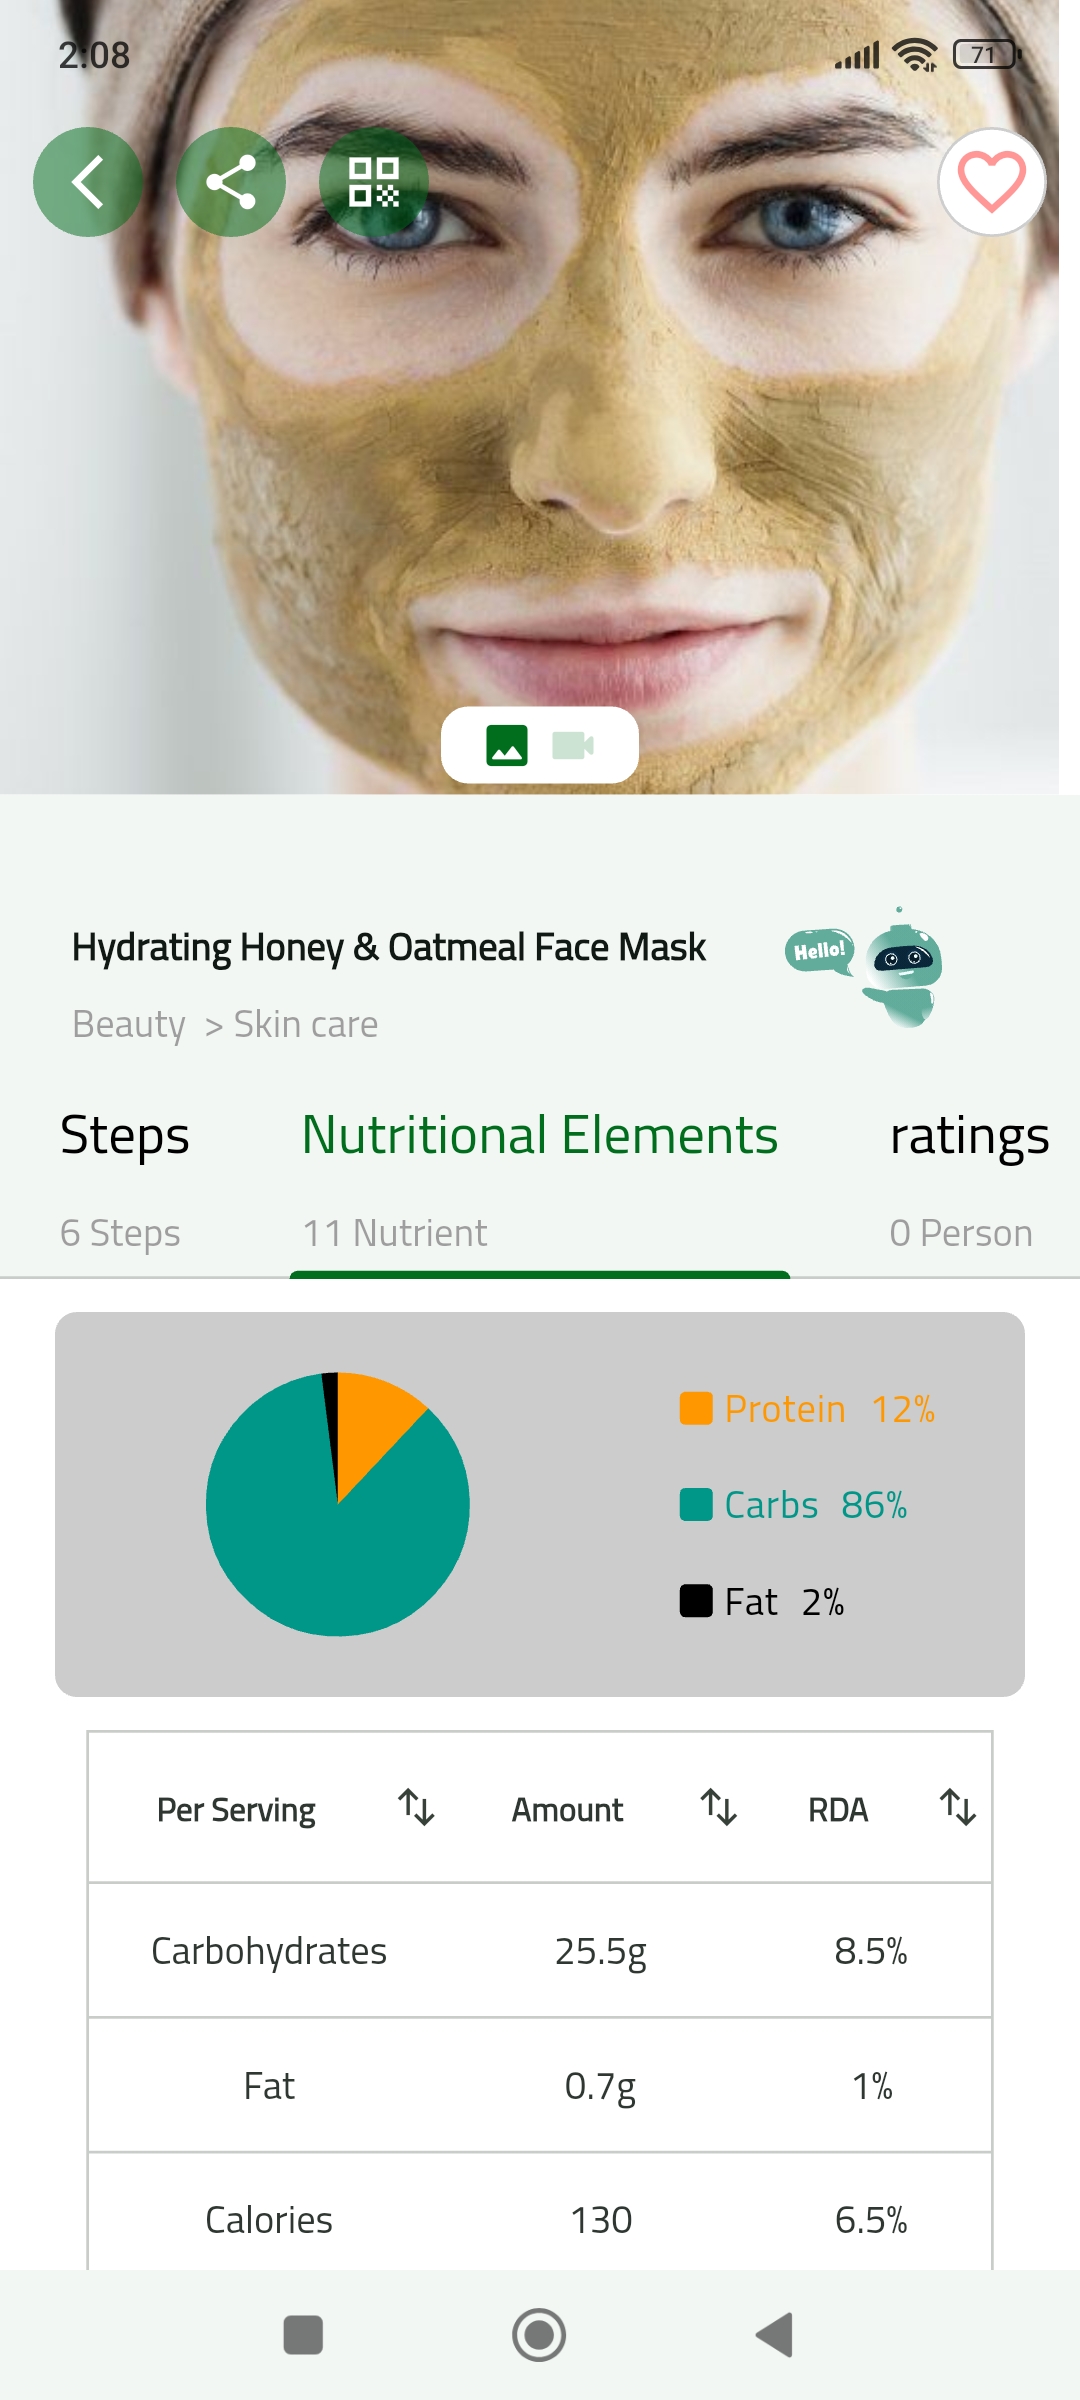 2:08
71
Hydrating Honey & Oatmeal Face Mask
Hello!
Beauty > Skin care
Steps Nutritional Elements ratings
6 Steps 11 Nutrient 0 Person
Protein 12%
Carbs 86%
Fat 2%
Per Serving Amount RDA
Carbohydrates 25.5g 8.5%
Fat 0.7g 1%
Calories 130 6.5%